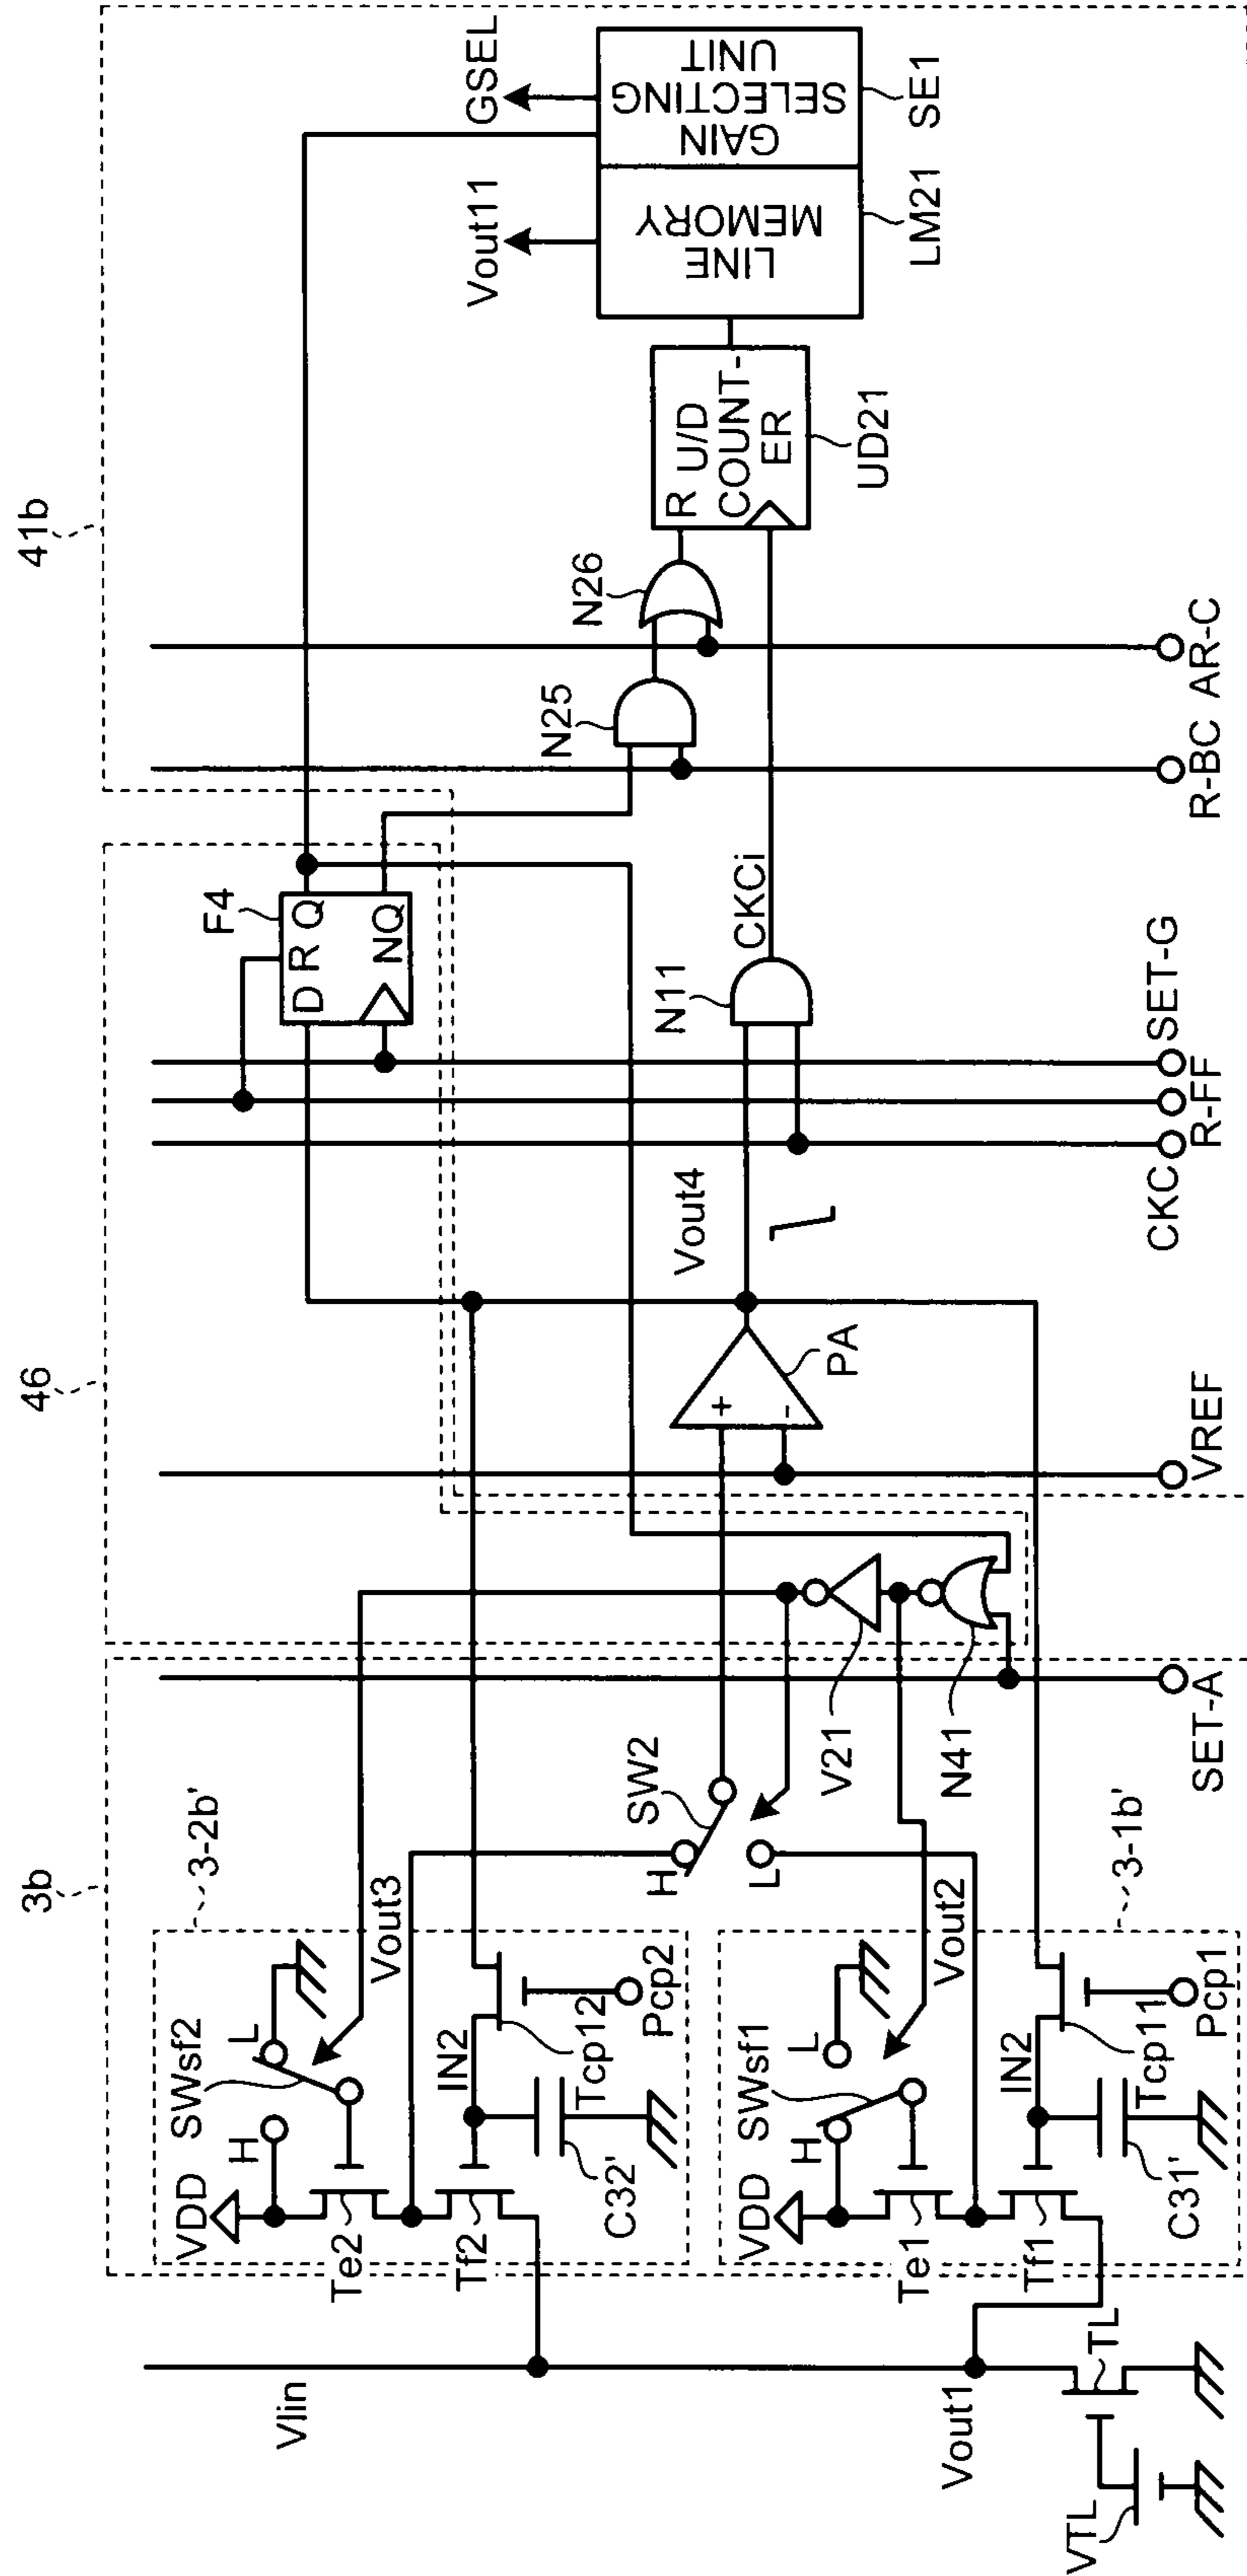 41b
46
3b
GSEL
Vout11
GAIN
SELECTING
UNIT
SE1
LINE
MEMORY
LM21
R U/D
COUNT-
ER
UD21
N26
N25
AR-C
R-BC
F4
D R Q
NQ
CKCi
N11
SET-G
R-FF
CKC
Vout4
PA
+
-
VREF
V21
N41
SET-A
SW2
H
L
3-2b'
Vout3
SWsf2
VDD
H
L
Te2
Tf2
IN2
Tcp12
Pcp2
C32'
3-1b'
Vout2
SWsf1
VDD
H
L
Te1
Tf1
IN2
Tcp11
Pcp1
C31'
Vlin
Vout1
TL
VTL